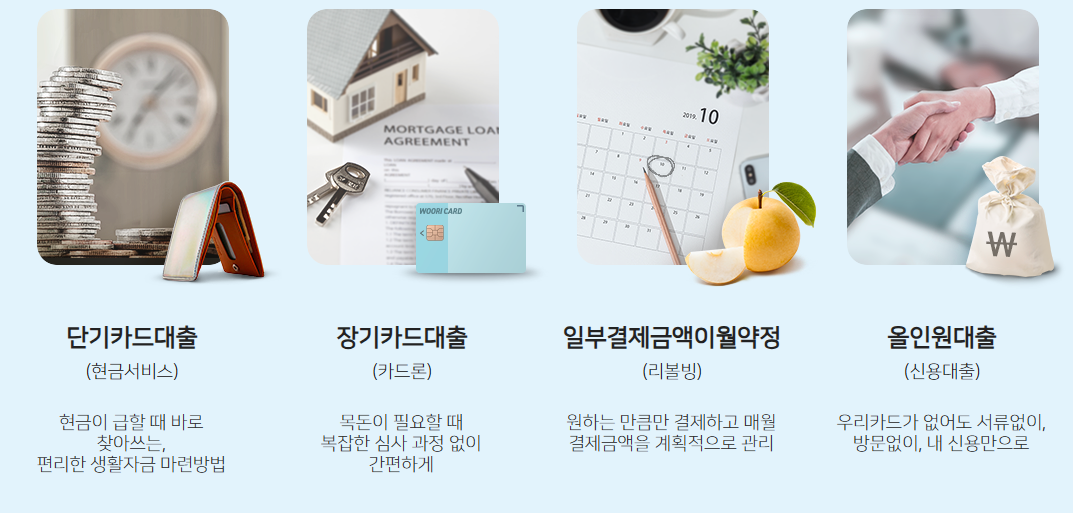 MORTGAGE LOAN
AGREEMENT
WOORI CARD
2019. 10
₩
단기카드대출
(현금서비스)
현금이 급할 때 바로
찾아쓰는,
편리한 생활자금 마련방법
장기카드대출
(카드론)
목돈이 필요할 때
복잡한 심사 과정 없이
간편하게
일부결제금액이월약정
(리볼빙)
원하는 만큼만 결제하고 매월
결제금액을 계획적으로 관리
올인원대출
(신용대출)
우리카드가 없어도 서류없이,
방문없이, 내 신용만으로